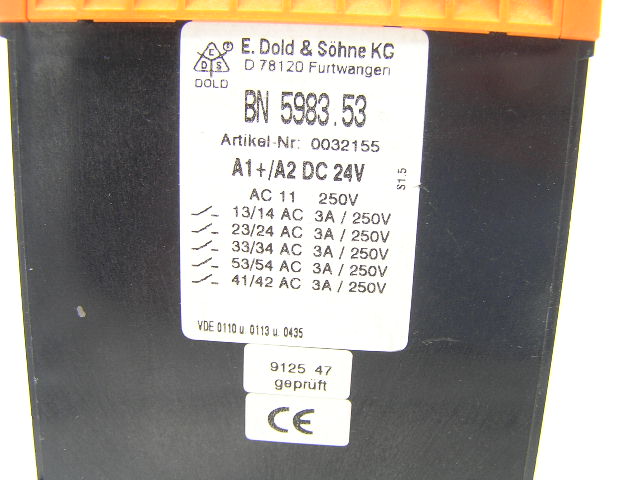 E. Dold & Söhne KG
D 78120 Furtwangen
E
D S
DOLD
BN 5983.53
Artikel-Nr: 0032155
A1+/A2 DC 24V
S1.5
AC 11 250V
13/14 AC 3A / 250V
23/24 AC 3A / 250V
33/34 AC 3A / 250V
53/54 AC 3A / 250V
41/42 AC 3A / 250V
VDE 0110 u. 0113 u. 0435
9125 47
geprüft
CE